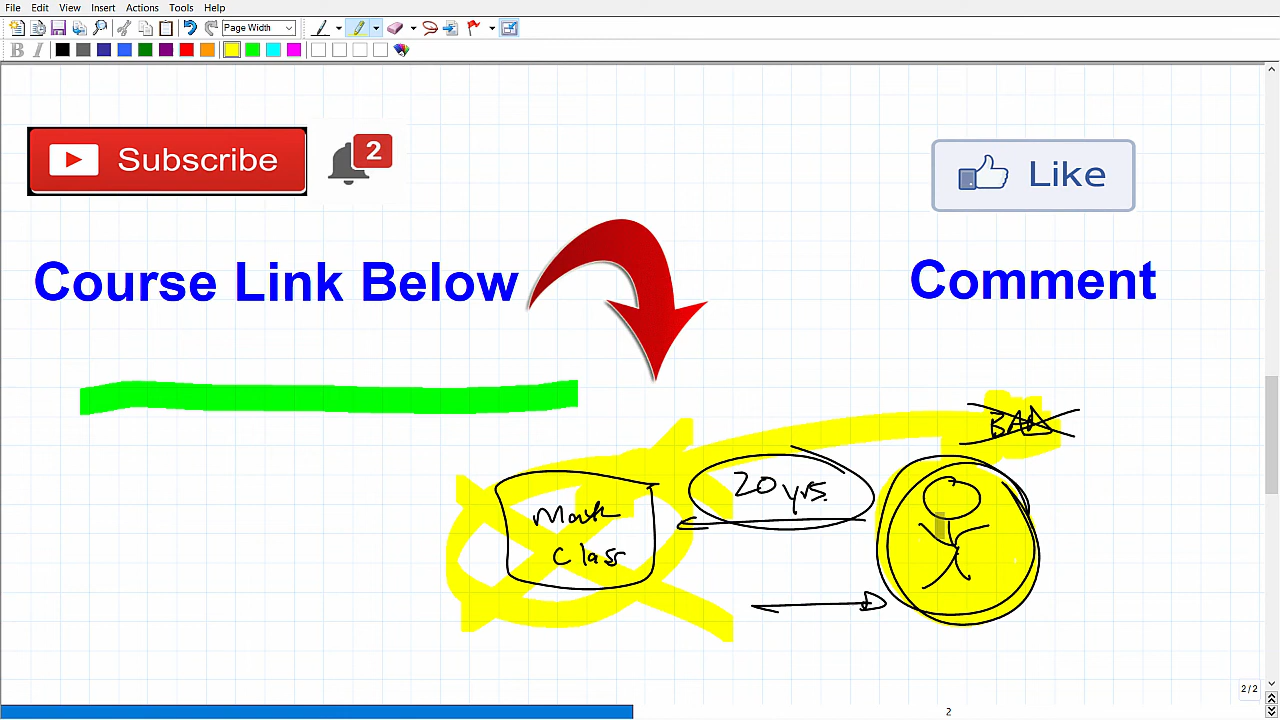 File Edit View Insert Actions Tools Help
Page Width
B I
Subscribe
2
Like
Course Link Below
Comment
BAD
20 yrs.
Math
Class
2/2
2